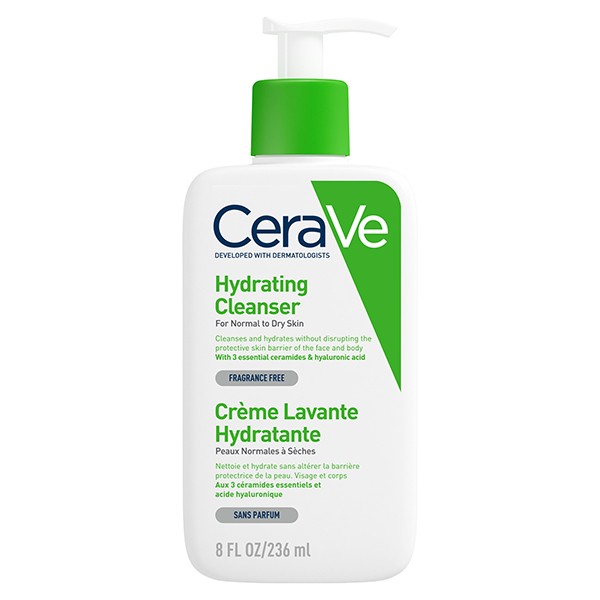 CeraVe
DEVELOPED WITH DERMATOLOGISTS
Hydrating
Cleanser
For Normal to Dry Skin
Cleanses and hydrates without disrupting the
protective skin barrier of the face and body
With 3 essential ceramides & hyaluronic acid
FRAGRANCE FREE
Crème Lavante
Hydratante
Peaux Normales à Sèches
Nettoie et hydrate sans altérer la barrière
protectrice de la peau. Visage et corps
Aux 3 céramides essentiels et
acide hyaluronique
SANS PARFUM
8 FL OZ/236 ml